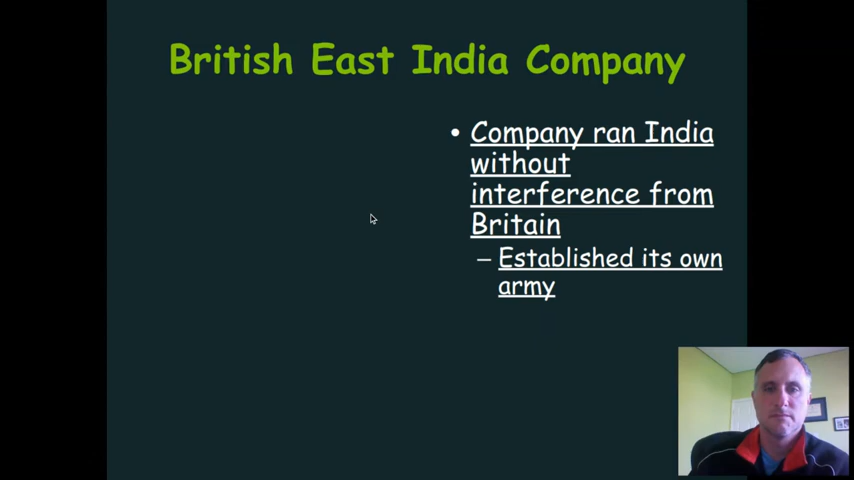 British East India Company
• Company ran India
without
interference from
Britain
– Established its own
army